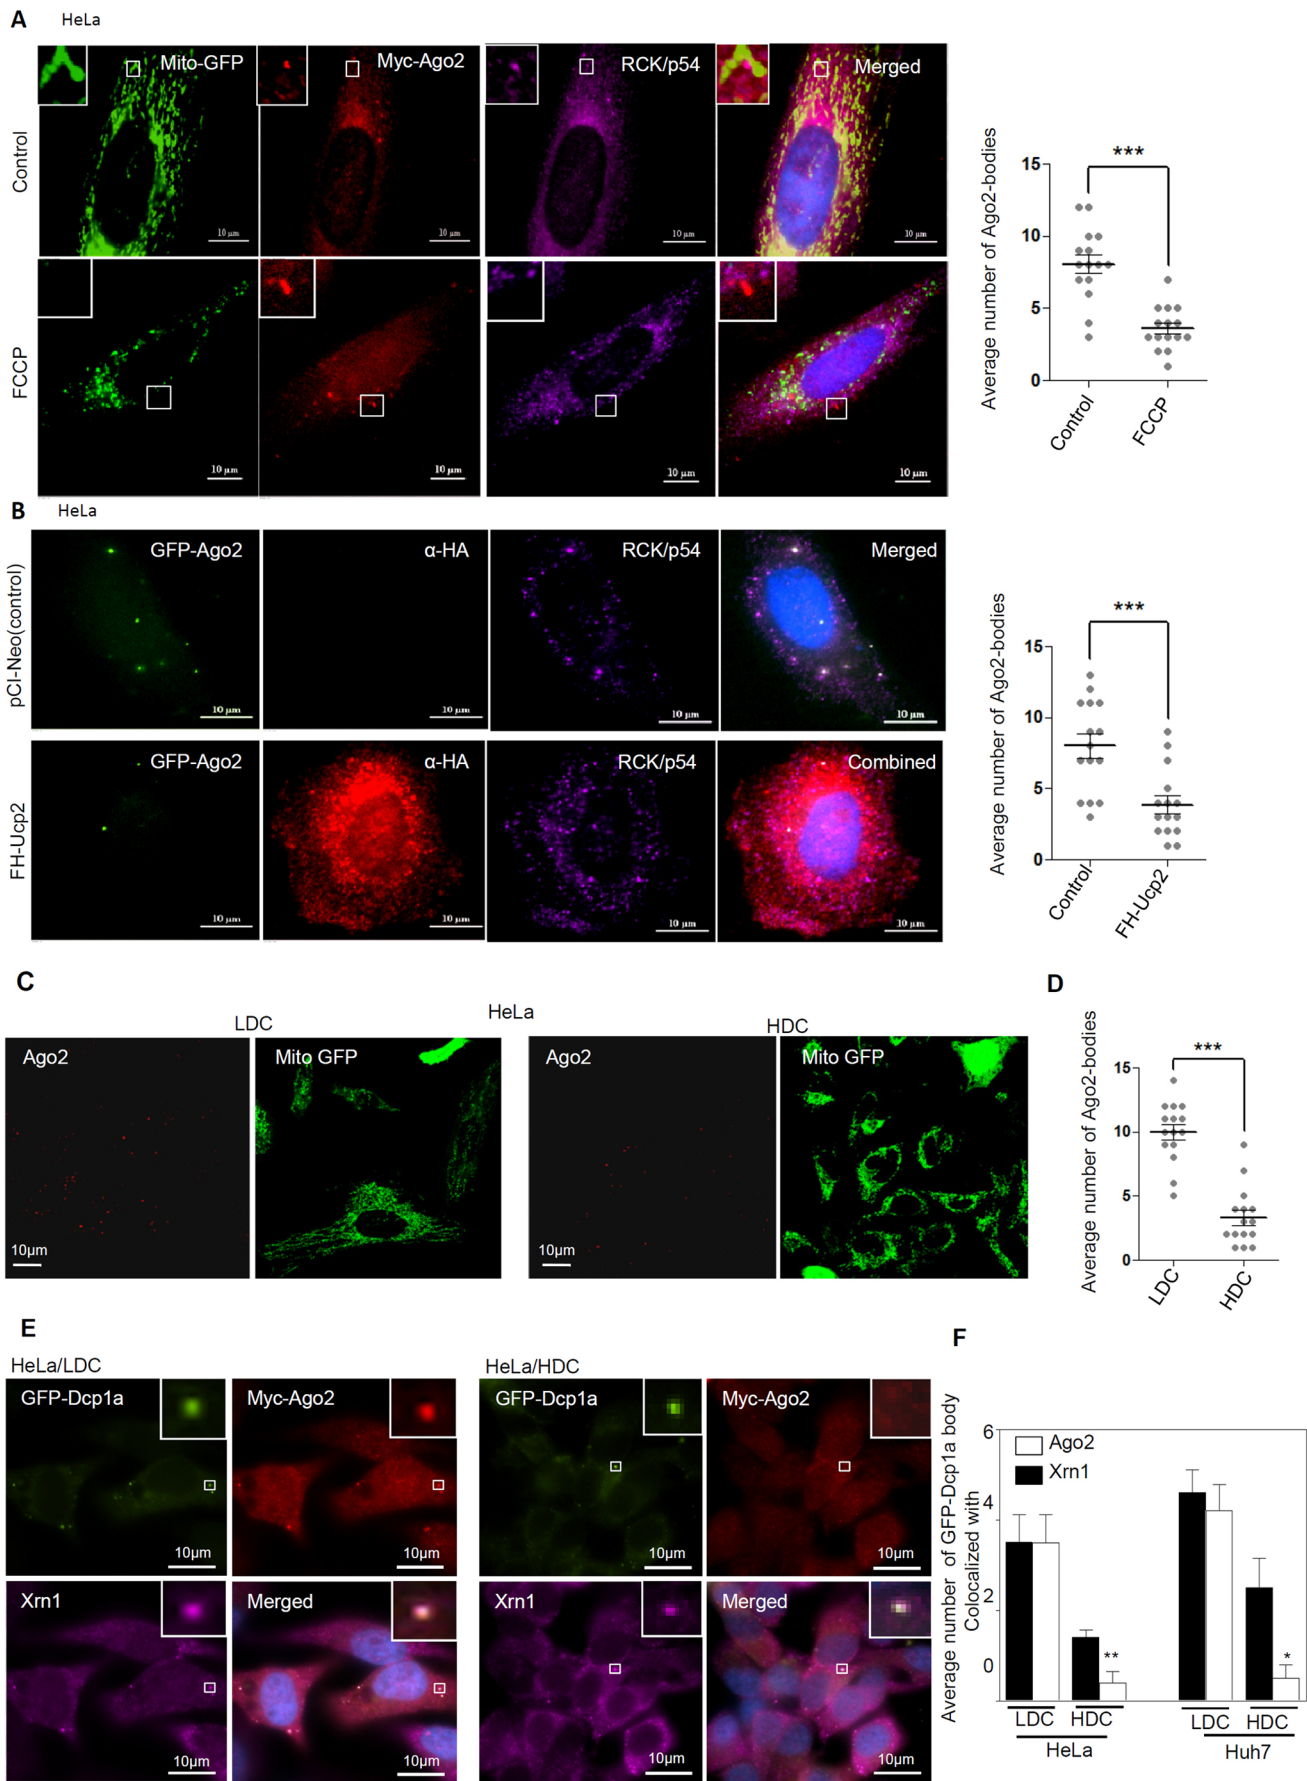 A HeLa
Control
Mito-GFP
10 µm
Myc-Ago2
10 µm
RCK/p54
10 µm
Merged
10 µm
FCCP
10 µm
10 µm
10 µm
10 µm
Average number of Ago2-bodies
***
15
10
5
0
Control
FCCP
B HeLa
pCI-Neo(control)
GFP-Ago2
10 µm
α-HA
10 µm
RCK/p54
10 µm
Merged
10 µm
FH-Ucp2
GFP-Ago2
10 µm
α-HA
10 µm
RCK/p54
10 µm
Combined
10 µm
Average number of Ago2-bodies
***
15
10
5
0
Control
FH-Ucp2
C
HeLa
LDC
HDC
Ago2
10µm
Mito GFP
Ago2
10µm
Mito GFP
D
Average number of Ago2-bodies
***
15
10
5
0
LDC
HDC
E
HeLa/LDC
GFP-Dcp1a
10µm
Myc-Ago2
10µm
Xrn1
10µm
Merged
10µm
HeLa/HDC
GFP-Dcp1a
10µm
Myc-Ago2
10µm
Xrn1
10µm
Merged
10µm
F
Average number of GFP-Dcp1a body
Colocalized with
6
4
2
0
Ago2
Xrn1
**
*
LDC HDC LDC HDC
HeLa Huh7